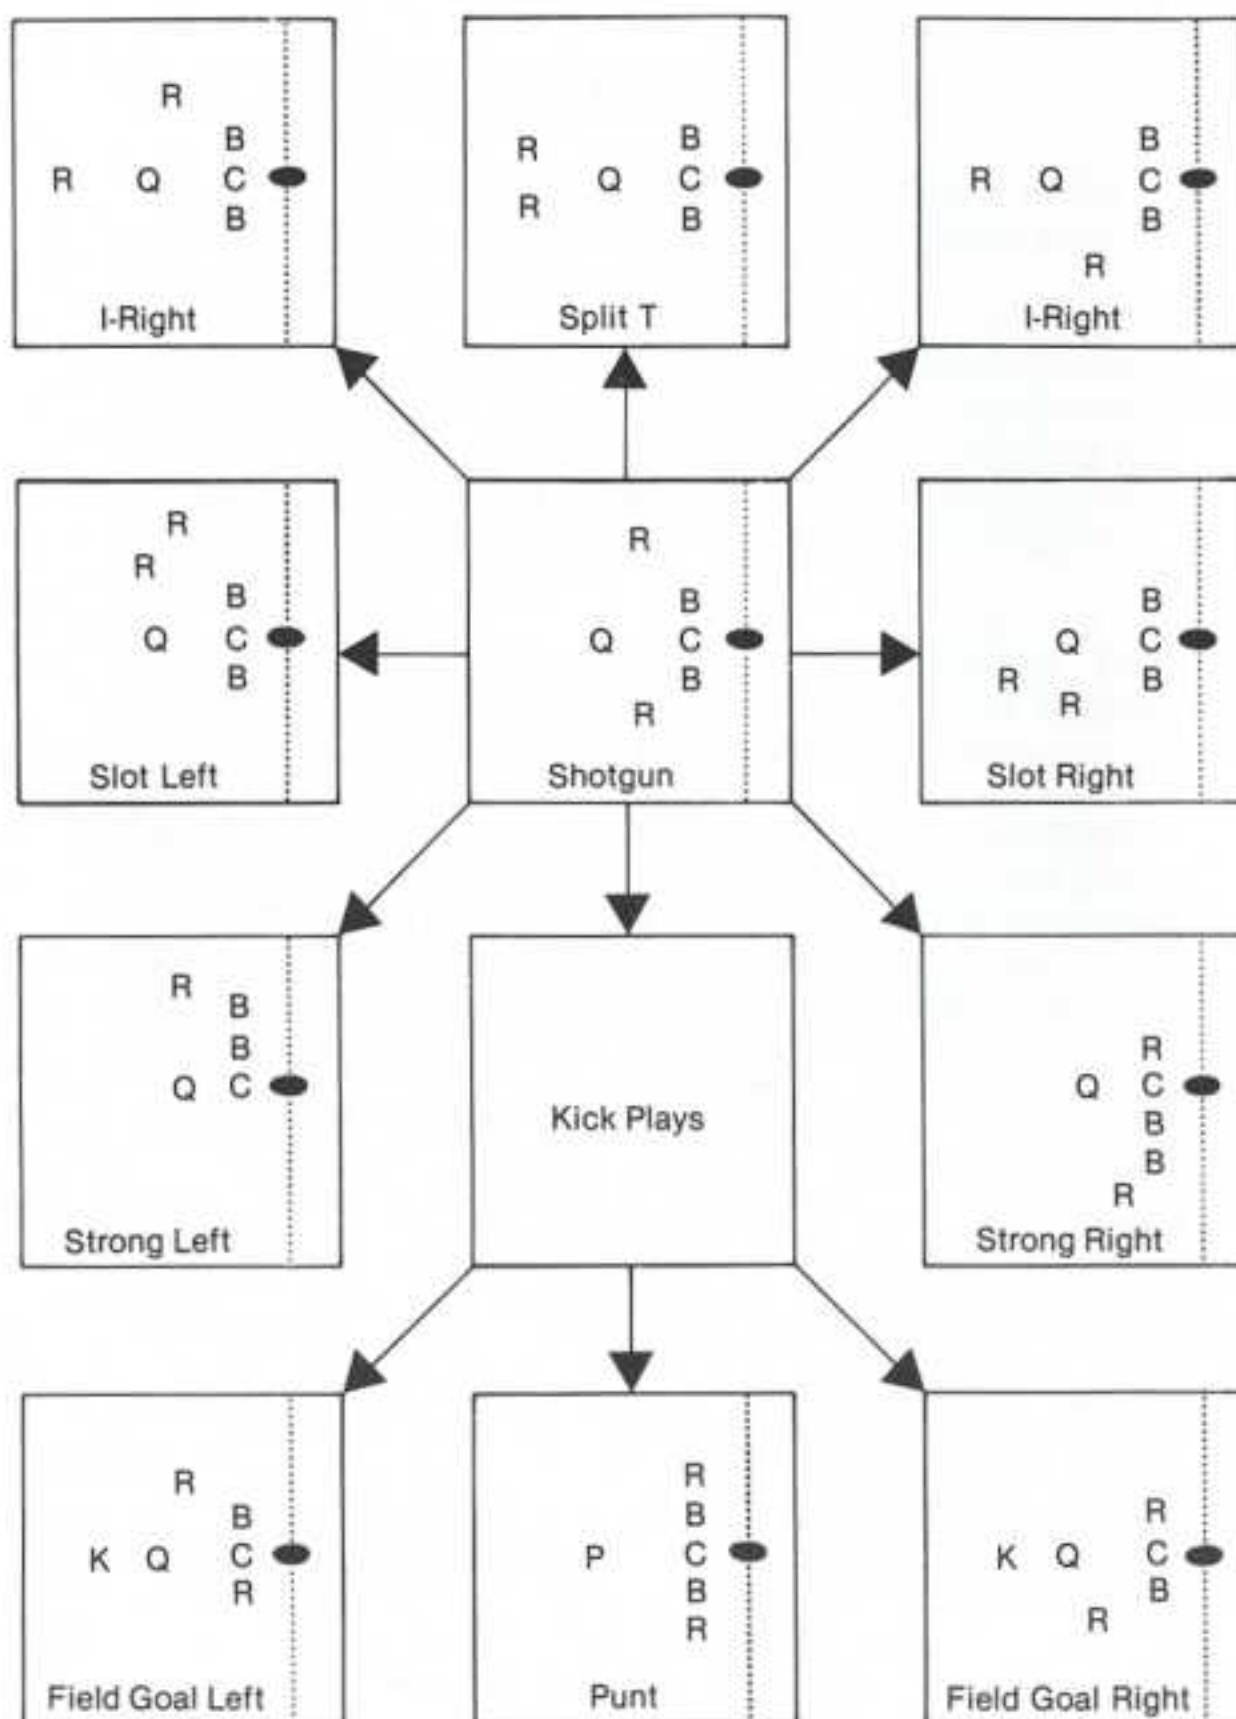 R
B
R Q C
B
I-Right
R B
Q C
R B
Split T
B
R Q C
B
R
I-Right
R
R
B
Q C
B
Slot Left
R
B
Q C
B
R
Shotgun
B
Q C
R B
R
Slot Right
R B
B
Q C
Strong Left
Kick Plays
R
Q C
B
B
R
Strong Right
R
B
K Q C
R
Field Goal Left
R
B
P C
B
R
Punt
R
K Q C
B
R
Field Goal Right